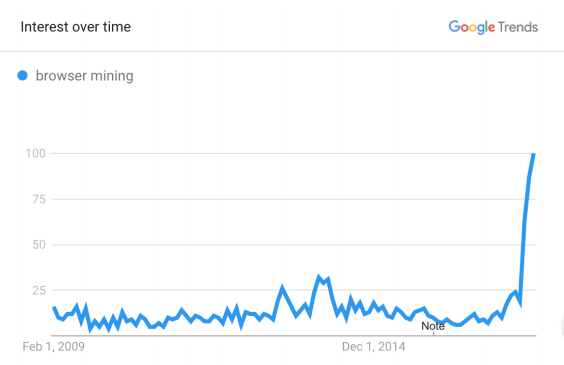 Interest over time
Google Trends
browser mining
100
75
50
25
Note
Feb 1, 2009
Dec 1, 2014